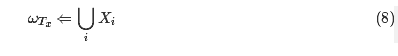 ω_{T_x} ⇐ ⋃_i X_i (8)